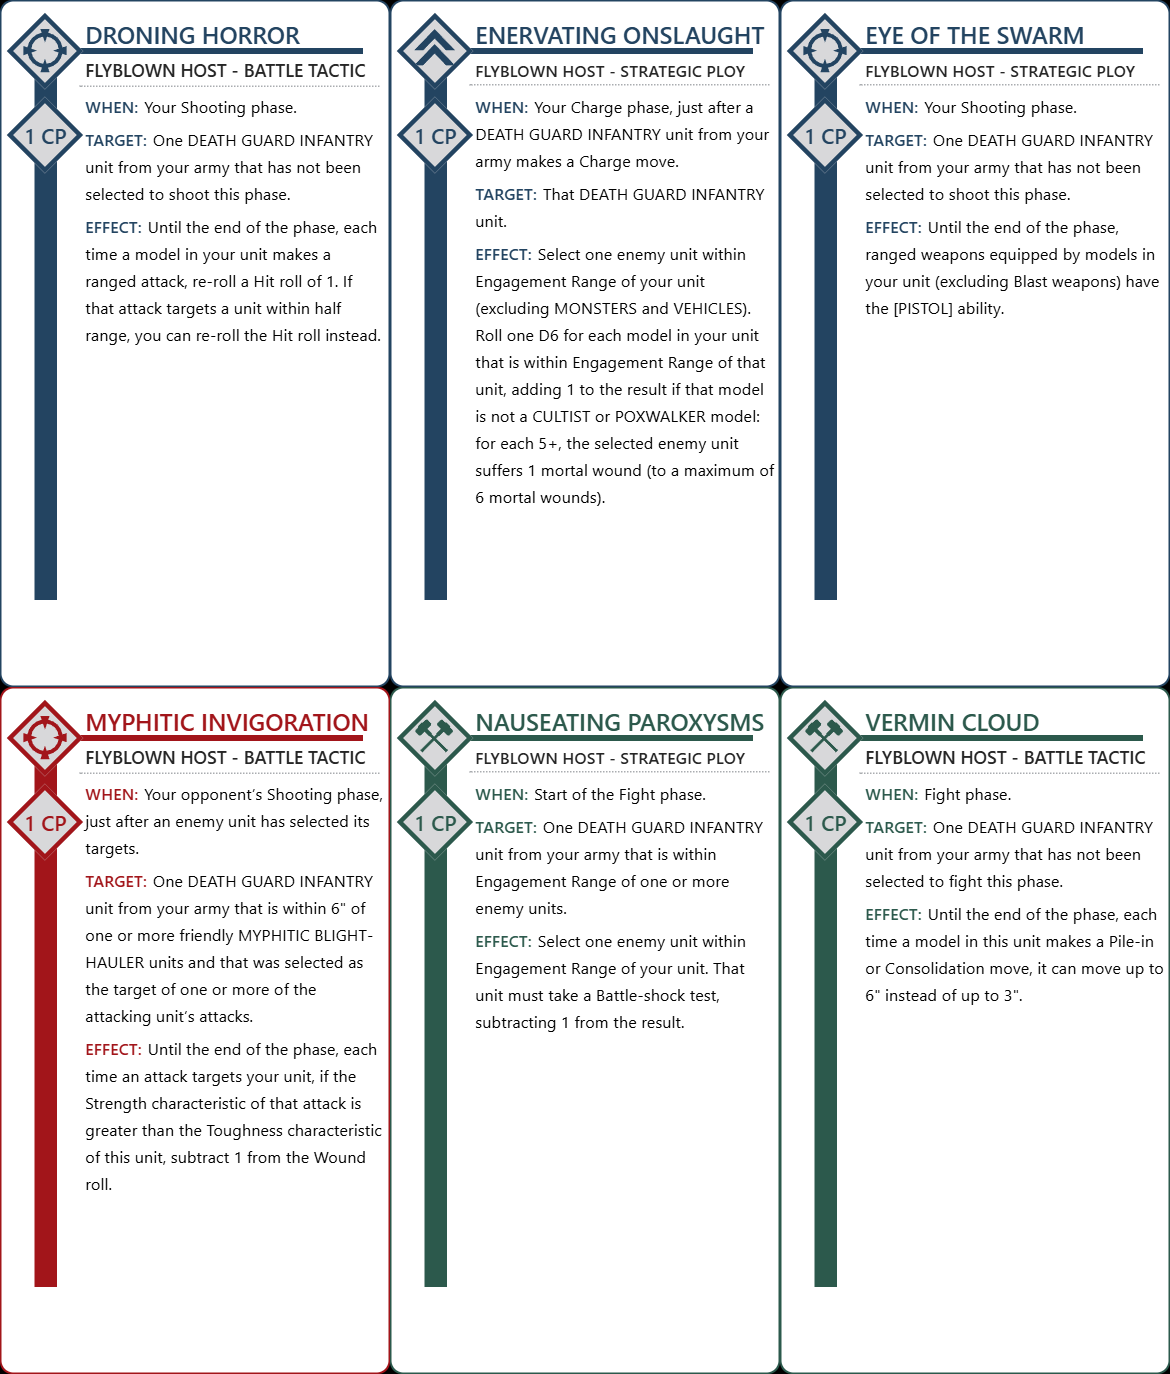 DRONING HORROR
FLYBLOWN HOST - BATTLE TACTIC
1 CP
WHEN: Your Shooting phase.
TARGET: One DEATH GUARD INFANTRY
unit from your army that has not been
selected to shoot this phase.
EFFECT: Until the end of the phase, each
time a model in your unit makes a
ranged attack, re-roll a Hit roll of 1. If
that attack targets a unit within half
range, you can re-roll the Hit roll instead.
ENERVATING ONSLAUGHT
FLYBLOWN HOST - STRATEGIC PLOY
1 CP
WHEN: Your Charge phase, just after a
DEATH GUARD INFANTRY unit from your
army makes a Charge move.
TARGET: That DEATH GUARD INFANTRY
unit.
EFFECT: Select one enemy unit within
Engagement Range of your unit
(excluding MONSTERS and VEHICLES).
Roll one D6 for each model in your unit
that is within Engagement Range of that
unit, adding 1 to the result if that model
is not a CULTIST or POXWALKER model:
for each 5+, the selected enemy unit
suffers 1 mortal wound (to a maximum of
6 mortal wounds).
EYE OF THE SWARM
FLYBLOWN HOST - STRATEGIC PLOY
1 CP
WHEN: Your Shooting phase.
TARGET: One DEATH GUARD INFANTRY
unit from your army that has not been
selected to shoot this phase.
EFFECT: Until the end of the phase,
ranged weapons equipped by models in
your unit (excluding Blast weapons) have
the [PISTOL] ability.
MYPHITIC INVIGORATION
FLYBLOWN HOST - BATTLE TACTIC
1 CP
WHEN: Your opponent's Shooting phase,
just after an enemy unit has selected its
targets.
TARGET: One DEATH GUARD INFANTRY
unit from your army that is within 6" of
one or more friendly MYPHITIC BLIGHT-
HAULER units and that was selected as
the target of one or more of the
attacking unit's attacks.
EFFECT: Until the end of the phase, each
time an attack targets your unit, if the
Strength characteristic of that attack is
greater than the Toughness characteristic
of this unit, subtract 1 from the Wound
roll.
NAUSEATING PAROXYSMS
FLYBLOWN HOST - STRATEGIC PLOY
1 CP
WHEN: Start of the Fight phase.
TARGET: One DEATH GUARD INFANTRY
unit from your army that is within
Engagement Range of one or more
enemy units.
EFFECT: Select one enemy unit within
Engagement Range of your unit. That
unit must take a Battle-shock test,
subtracting 1 from the result.
VERMIN CLOUD
FLYBLOWN HOST - BATTLE TACTIC
1 CP
WHEN: Fight phase.
TARGET: One DEATH GUARD INFANTRY
unit from your army that has not been
selected to fight this phase.
EFFECT: Until the end of the phase, each
time a model in this unit makes a Pile-in
or Consolidation move, it can move up to
6" instead of up to 3".